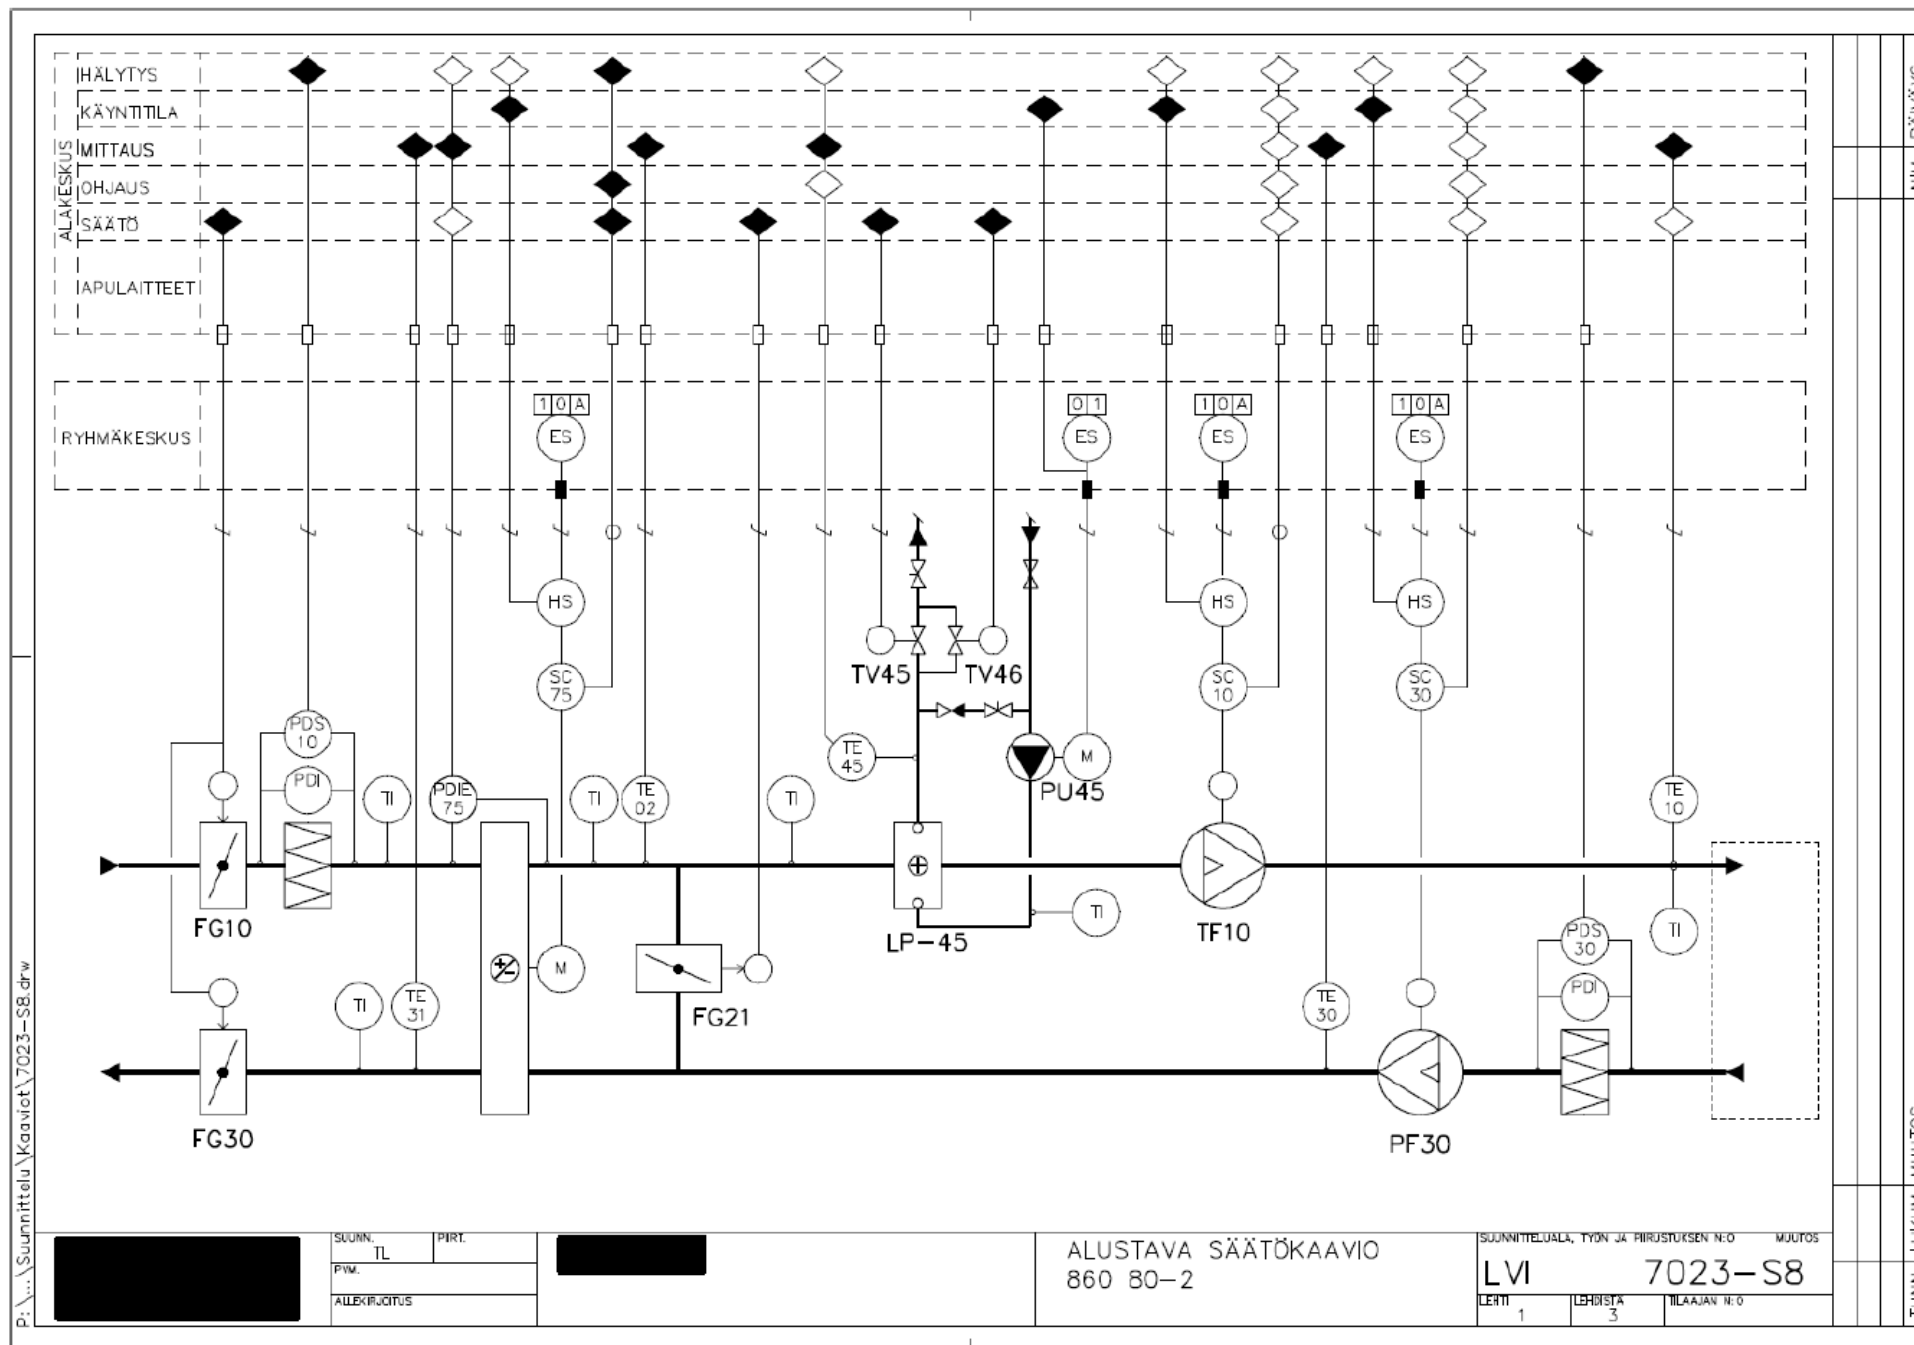 HÄLYTYS
KÄYNTITILA
MITTAUS
OHJAUS
SÄÄTÖ
APULAITTEET
ALAKESKUS
RYHMÄKESKUS
1 0 A
0 1
1 0 A
1 0 A
ES
ES
ES
ES
HS
HS
HS
TV45
TV46
SC
75
SC
10
SC
30
PDS
10
PDI
TI
PDIE
75
TI
TE
02
TI
TE
45
M
PU45
TE
10
FG10
LP-45
TI
TF10
PDS
30
TI
PDI
M
TI
TE
31
FG21
TE
30
FG30
PF30
P:\...\Suunnittelu\Kaaviot\7023-S8.drw
SUUNN.
TL
PIIRT.
PVM.
ALLEKIRJOITUS
ALUSTAVA SÄÄTÖKAAVIO
860 80-2
SUUNNITTELUALA, TYÖN JA PIIRUSTUKSEN N:O
MUUTOS
LVI
7023-S8
LEHTI
1
LEHDISTÄ
3
TILAAJAN N:O